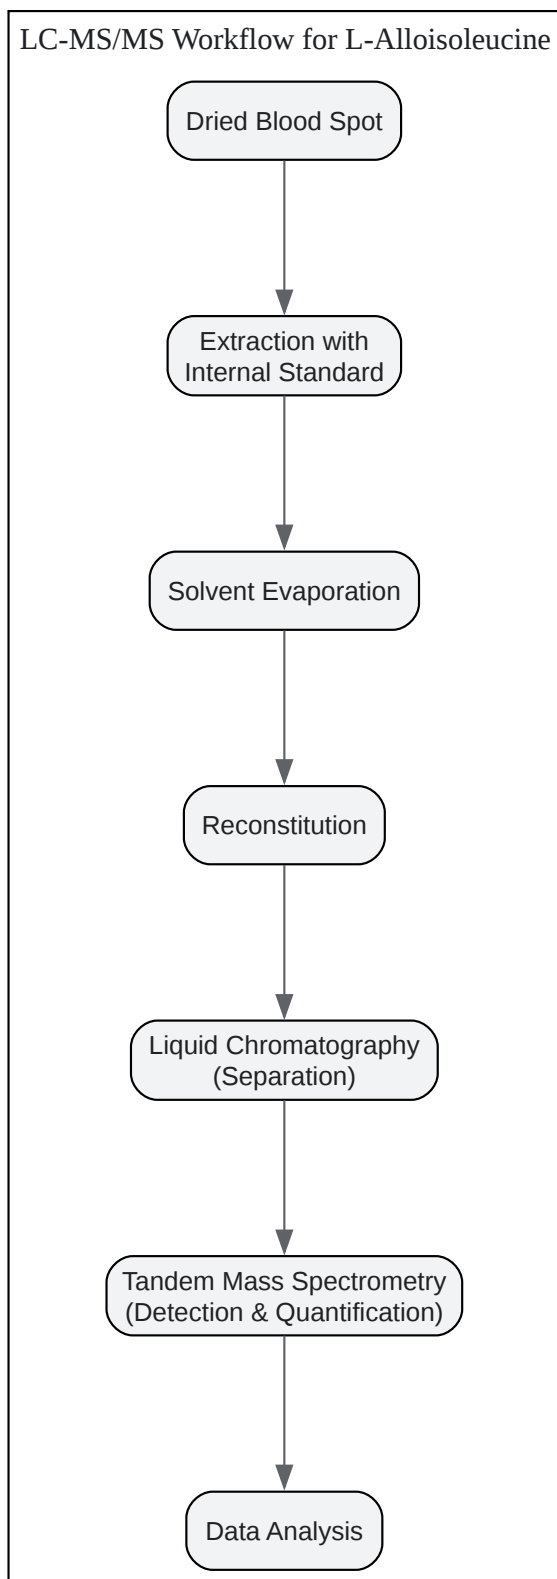 LC-MS/MS Workflow for L-Alloisoleucine
Dried Blood Spot
Extraction with
Internal Standard
Solvent Evaporation
Reconstitution
Liquid Chromatography
(Separation)
Tandem Mass Spectrometry
(Detection & Quantification)
Data Analysis